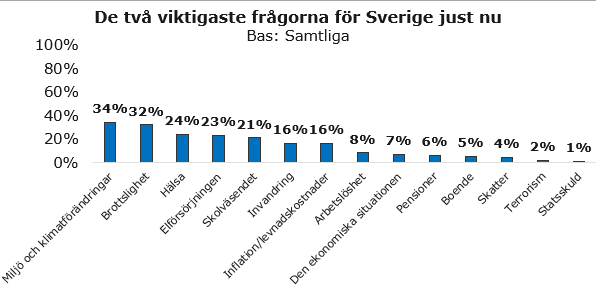 De två viktigaste frågorna för Sverige just nu
Bas: Samtliga
100%
80%
60%
40%
20%
0%
34%
32%
24%
23%
21%
16%
16%
8%
7%
6%
5%
4%
2%
1%
Miljö och klimatförändringar
Brottslighet
Hälsa
Elförsörjningen
Skolväsendet
Invandring
Inflation/levnadskostnader
Arbetslöshet
Den ekonomiska situationen
Pensioner
Boende
Skatter
Terrorism
Statsskuld